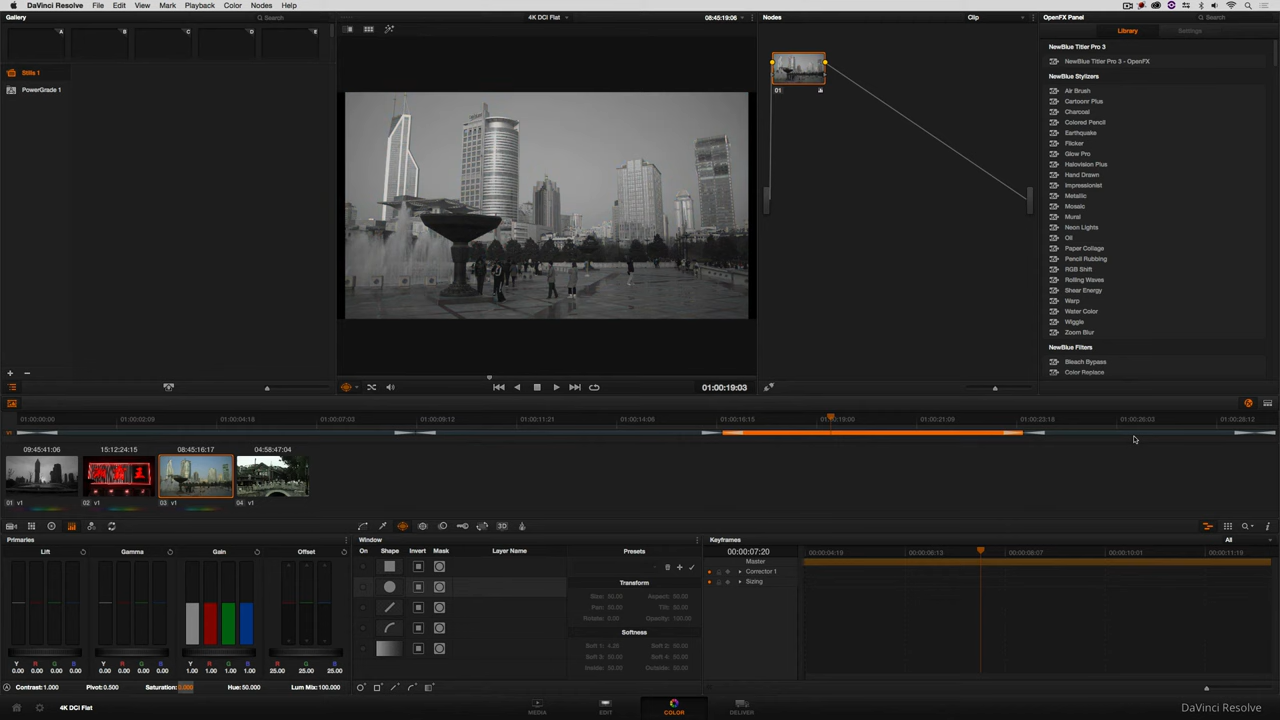 DaVinci Resolve File Edit View Mark Playback Color Nodes Help
Gallery Search 4K DCI Flat 08:45:19:06 Nodes Clip OpenFX Panel Search
A B C D E
Library Settings
Stills 1
PowerGrade 1
01
NewBlue Titler Pro 3
NewBlue Titler Pro 3 - OpenFX
NewBlue Stylizers
Air Brush
Cartoonr Plus
Charcoal
Colored Pencil
Earthquake
Flicker
Glow Pro
Halovision Plus
Hand Drawn
Impressionist
Metallic
Mosaic
Mural
Neon Lights
Oil
Paper Collage
Pencil Rubbing
RGB Shift
Rolling Waves
Shear Energy
Warp
Water Color
Wiggle
Zoom Blur
NewBlue Filters
Bleach Bypass
Color Replace
01:00:19:03
01:00:00:00 01:00:02:09 01:00:04:18 01:00:07:03 01:00:09:12 01:00:11:21 01:00:14:06 01:00:16:15 01:00:19:00 01:00:21:09 01:00:23:18 01:00:26:03 01:00:28:12
V1
09:45:41:06 15:12:24:15 08:45:16:17 04:58:47:04
01 V1 02 V1 03 V1 04 V1
Primaries Window Keyframes All
Lift Gamma Gain Offset
On Shape Invert Mask Layer Name Presets
00:00:07:20 00:00:04:19 00:00:06:13 00:00:08:07 00:00:10:01 00:00:11:19
Master
Corrector 1
Sizing
Transform
Size: 50.00 Aspect: 50.00
Pan: 50.00 Tilt: 50.00
Rotate: 0.00 Opacity: 100.00
Softness
Soft 1: 4.26 Soft 2: 50.00
Soft 3: 50.00 Soft 4: 50.00
Inside: 50.00 Outside: 50.00
Y R G B Y R G B Y R G B R G B
0.00 0.00 0.00 0.00 0.00 0.00 0.00 0.00 1.00 1.00 1.00 1.00 25.00 25.00 25.00
Contrast: 1.000 Pivot: 0.500 Saturation: 0.000 Hue: 50.000 Lum Mix: 100.000
4K DCI Flat MEDIA EDIT COLOR DELIVER DaVinci Resolve